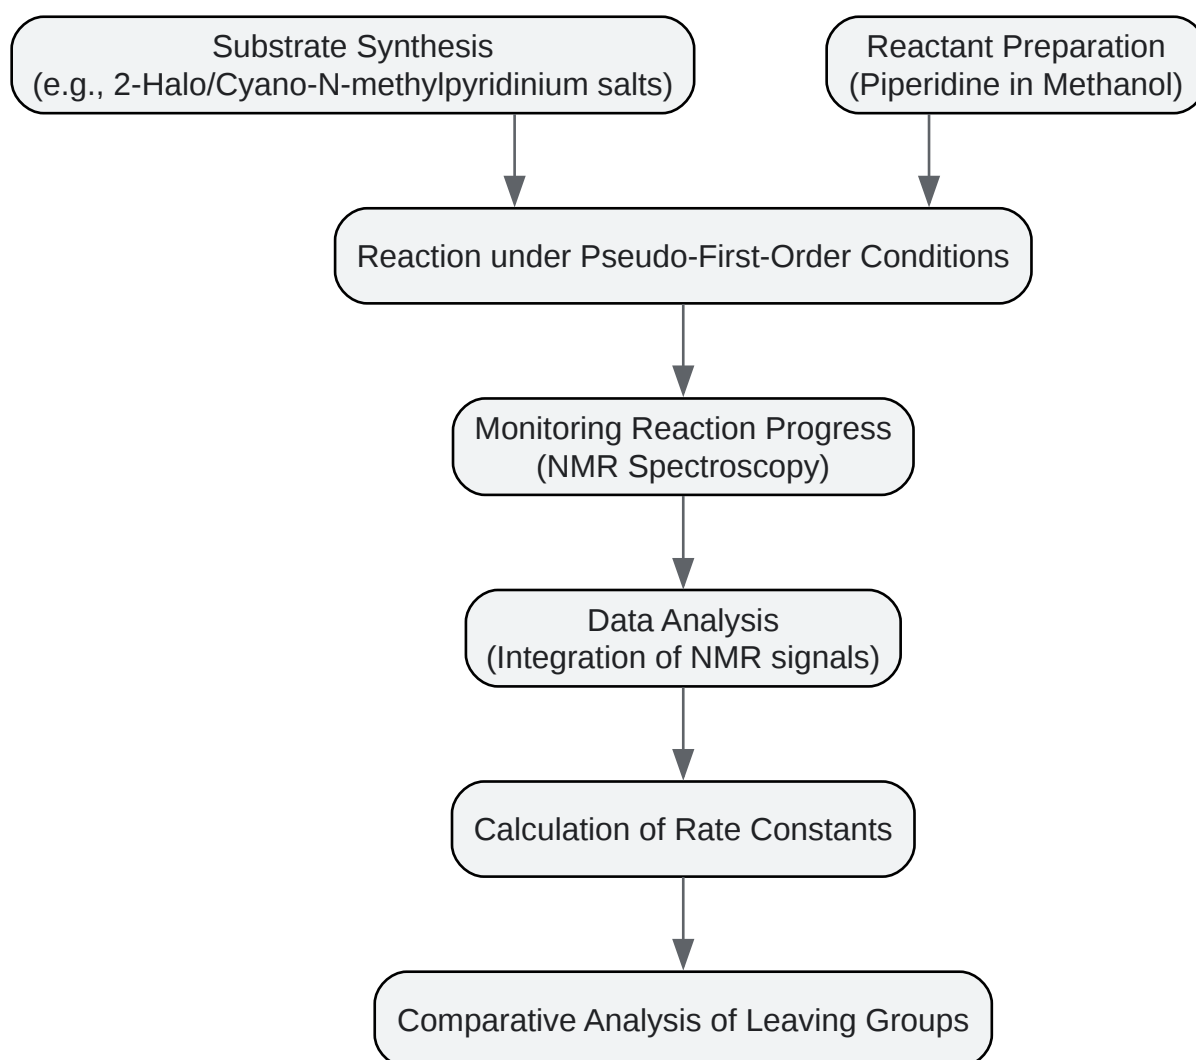 Substrate Synthesis
(e.g., 2-Halo/Cyano-N-methylpyridinium salts)
Reactant Preparation
(Piperidine in Methanol)
Reaction under Pseudo-First-Order Conditions
Monitoring Reaction Progress
(NMR Spectroscopy)
Data Analysis
(Integration of NMR signals)
Calculation of Rate Constants
Comparative Analysis of Leaving Groups